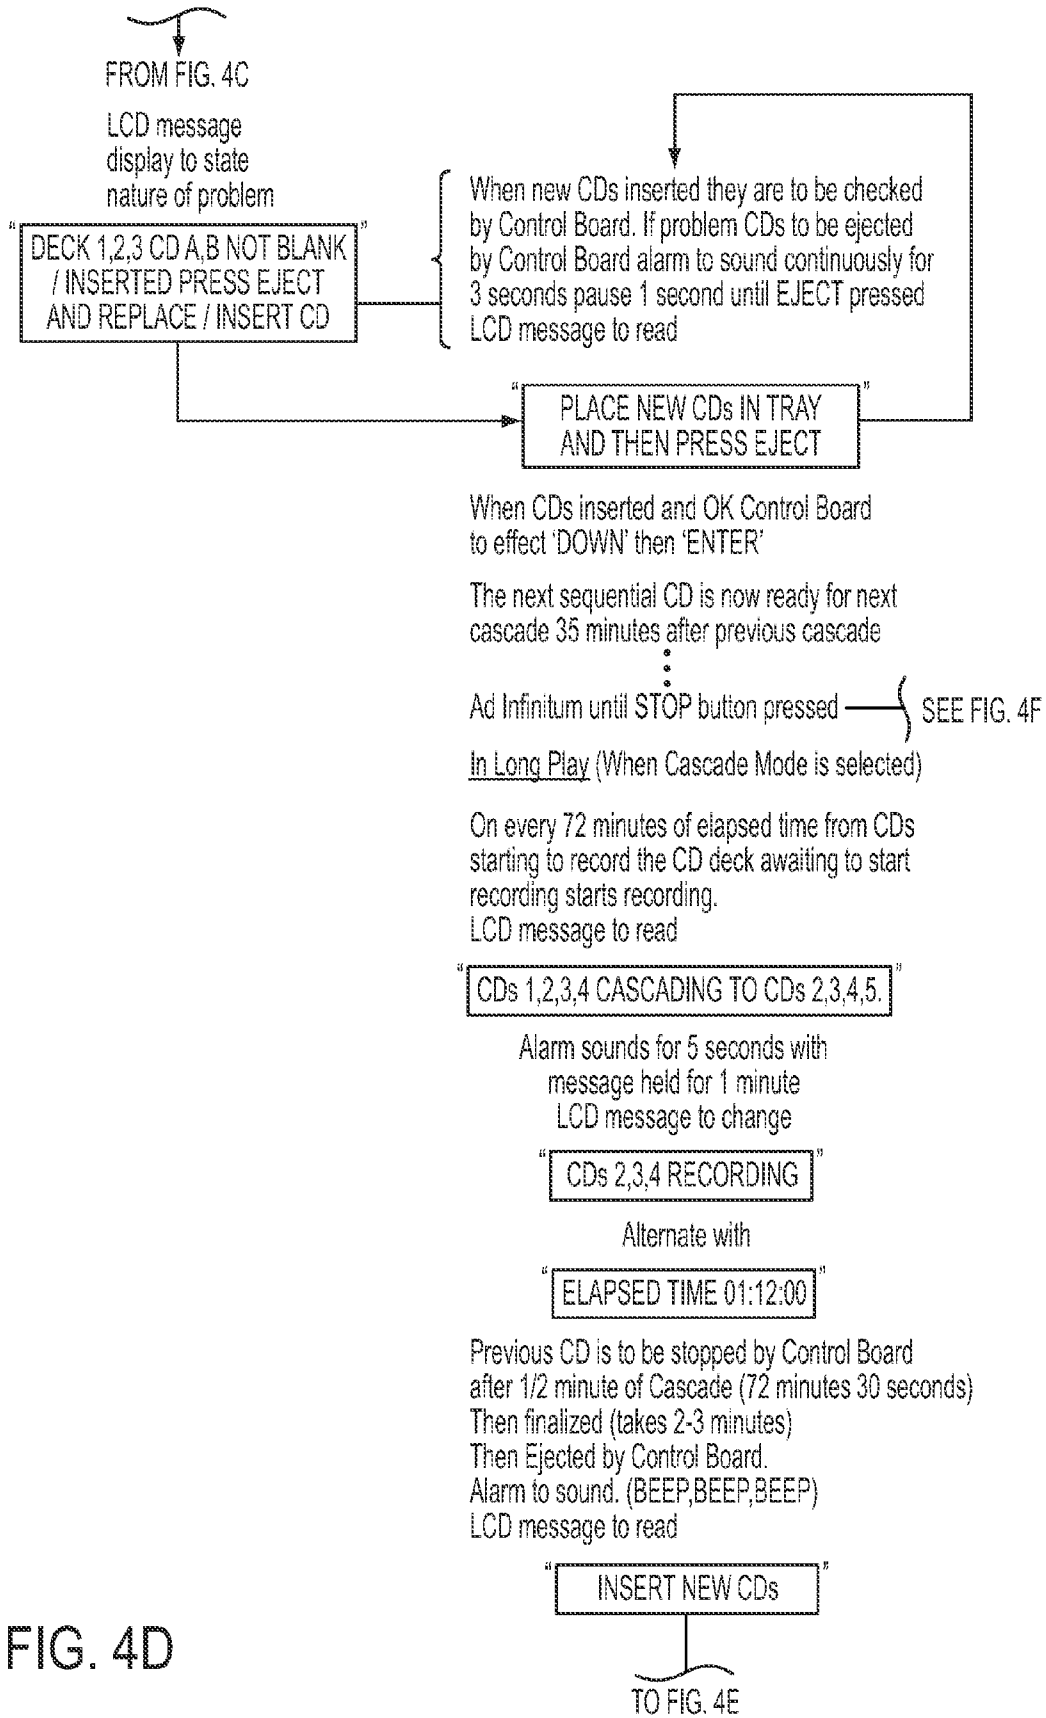 FROM FIG. 4C
LCD message
display to state
nature of problem
"DECK 1,2,3 CD A,B NOT BLANK
/ INSERTED PRESS EJECT
AND REPLACE / INSERT CD"
When new CDs inserted they are to be checked
by Control Board. If problem CDs to be ejected
by Control Board alarm to sound continuously for
3 seconds pause 1 second until EJECT pressed
LCD message to read
"PLACE NEW CDs IN TRAY
AND THEN PRESS EJECT"
When CDs inserted and OK Control Board
to effect 'DOWN' then 'ENTER'
The next sequential CD is now ready for next
cascade 35 minutes after previous cascade
Ad Infinitum until STOP button pressed
SEE FIG. 4F
In Long Play (When Cascade Mode is selected)
On every 72 minutes of elapsed time from CDs
starting to record the CD deck awaiting to start
recording starts recording.
LCD message to read
"CDs 1,2,3,4 CASCADING TO CDs 2,3,4,5."
Alarm sounds for 5 seconds with
message held for 1 minute
LCD message to change
"CDs 2,3,4 RECORDING"
Alternate with
"ELAPSED TIME 01:12:00"
Previous CD is to be stopped by Control Board
after 1/2 minute of Cascade (72 minutes 30 seconds)
Then finalized (takes 2-3 minutes)
Then Ejected by Control Board.
Alarm to sound. (BEEP,BEEP,BEEP)
LCD message to read
"INSERT NEW CDs"
TO FIG. 4E
FIG. 4D